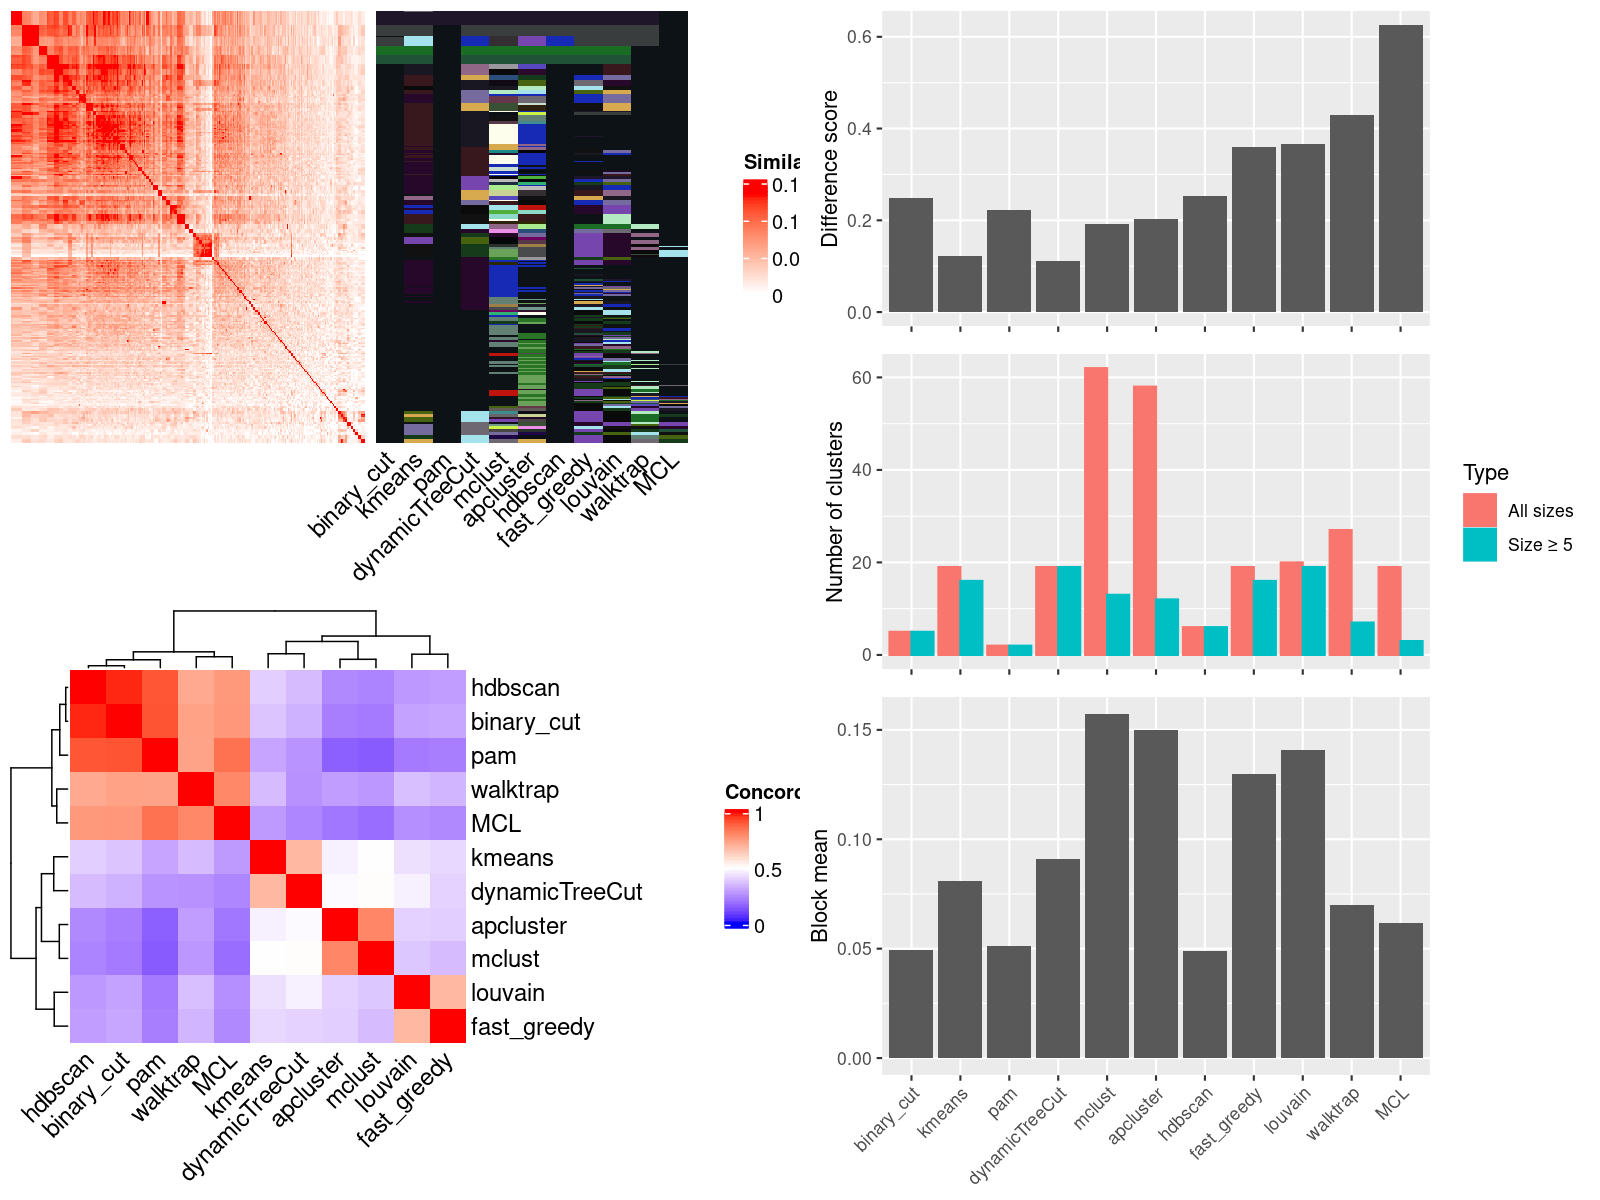 Simila
0.1
0.1
0.0
0
binary_cut
kmeans
pam
dynamicTreeCut
mclust
apcluster
hdbscan
fast_greedy
louvain
walktrap
MCL
Difference score
0.6
0.4
0.2
0.0
Number of clusters
60
40
20
0
Type
All sizes
Size ≥ 5
Block mean
0.15
0.10
0.05
0.00
binary_cut
kmeans
pam
dynamicTreeCut
mclust
apcluster
hdbscan
fast_greedy
louvain
walktrap
MCL
hdbscan
binary_cut
pam
walktrap
MCL
kmeans
dynamicTreeCut
apcluster
mclust
louvain
fast_greedy
hdbscan
binary_cut
pam
walktrap
MCL
kmeans
dynamicTreeCut
apcluster
mclust
louvain
fast_greedy
Concord
1
0.5
0